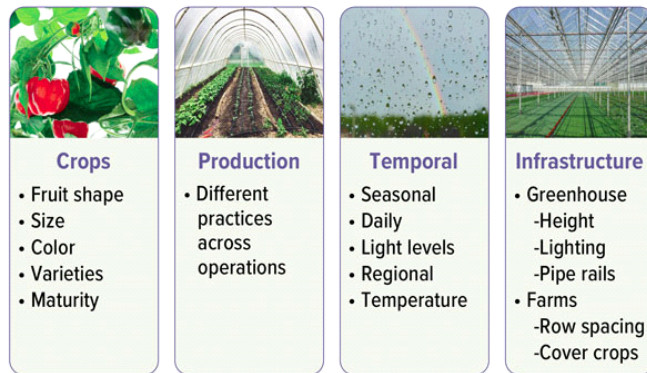 Crops
• Fruit shape
• Size
• Color
• Varieties
• Maturity
Production
• Different
practices
across
operations
Temporal
• Seasonal
• Daily
• Light levels
• Regional
• Temperature
Infrastructure
• Greenhouse
-Height
-Lighting
-Pipe rails
• Farms
-Row spacing
-Cover crops